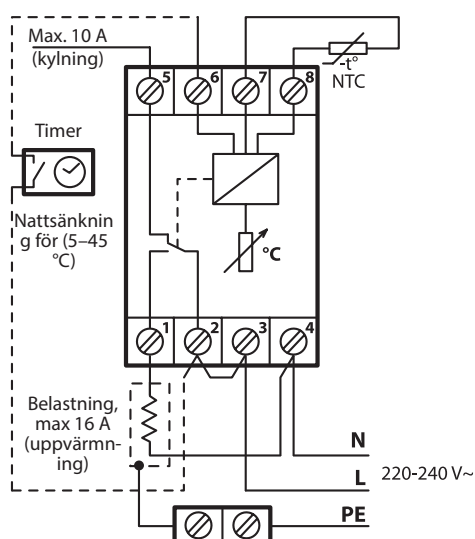 Max. 10 A
(kylning)
5
6
7
8
-t°
NTC
Timer
Nattsänknin
g för (5–45
°C)
°C
1
2
3
4
Belastning,
max 16 A
(uppvärmn-
ing)
N
L
220-240 V~
PE